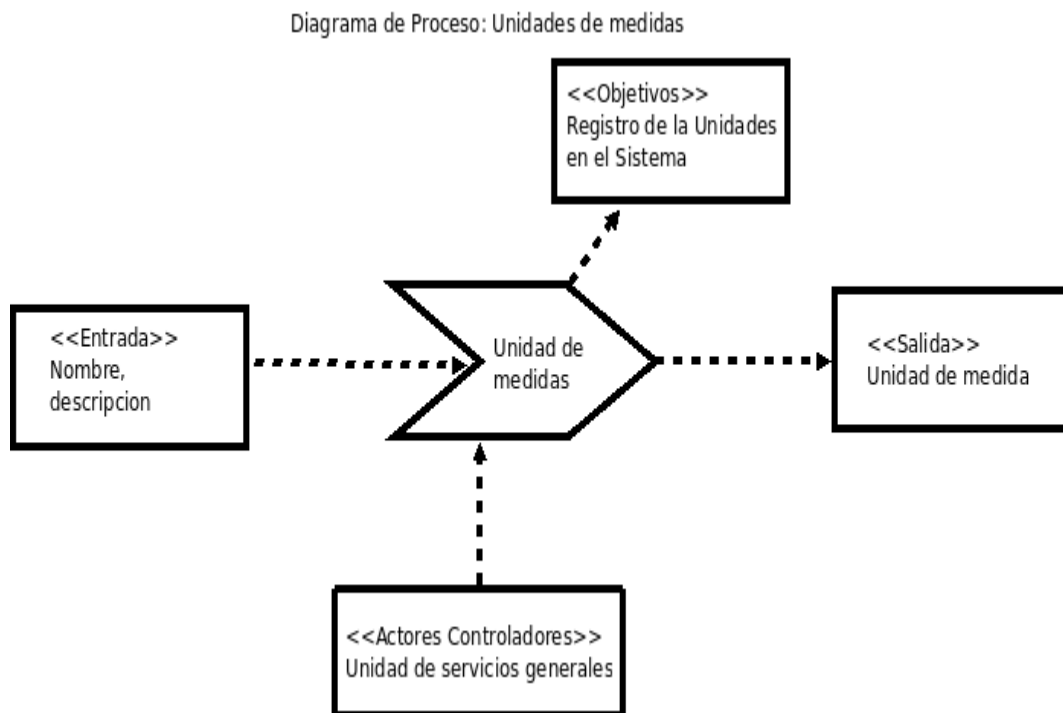 Diagrama de Proceso: Unidades de medidas
<<Objetivos>>
Registro de la Unidades
en el Sistema
<<Entrada>>
Nombre,
descripcion
Unidad de
medidas
<<Salida>>
Unidad de medida
<<Actores Controladores>>
Unidad de servicios generales